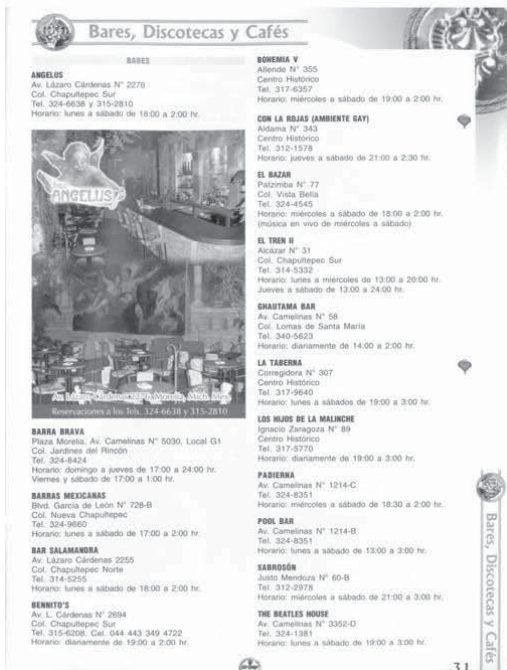 Bares, Discotecas y Cafés
BARES
ANGELUS
Av. Lázaro Cárdenas N° 2276
Col. Chapultepec Sur
Tel. 324-6638 y 315-2810
Horario: lunes a sábado de 18:00 a 2:00 hr.
ANGELUS
Av. Lázaro Cárdenas 2276, Morelia, Mich. Mex.
Reservaciones a los Tels. 324-6638 y 315-2810
BARRA BRAVA
Plaza Morelia, Av. Camelinas N° 5030, Local G1
Col. Jardines del Rincón
Tel. 324-8424
Horario: domingo a jueves de 17:00 a 24:00 hr.
Viernes y sábado de 17:00 a 1:00 hr.
BARRAS MEXICANAS
Blvd. García de León N° 728-B
Col. Nueva Chapultepec
Tel. 324-9660
Horario: lunes a sábado de 17:00 a 2:00 hr.
BAR SALAMANDRA
Av. Lázaro Cárdenas 2255
Col. Chapultepec Norte
Tel. 314-5255
Horario: lunes a sábado de 18:00 a 2:00 hr.
BENNITO'S
Av. L. Cárdenas N° 2694
Col. Chapultepec Sur
Tel. 315-6208, Cel. 044 443 349 4722
Horario: diariamente de 19:00 a 2:00 hr.
BOHEMIA V
Allende N° 355
Centro Histórico
Tel. 317-6357
Horario: miércoles a sábado de 19:00 a 2:00 hr.
CON LA ROJAS (AMBIENTE GAY)
Aldama N° 343
Centro Histórico
Tel. 312-1578
Horario: jueves a sábado de 21:00 a 2:30 hr.
EL BAZAR
Patzimba N° 77
Col. Vista Bella
Tel. 324-4545
Horario: miércoles a sábado de 18:00 a 2:00 hr.
(música en vivo de miércoles a sábado)
EL TREN II
Alcázar N° 31
Col. Chapultepec Sur
Tel. 314-5332
Horario: lunes a miércoles de 13:00 a 20:00 hr.
Jueves a sábado de 13:00 a 24:00 hr.
GHAUTAMA BAR
Av. Camelinas N° 58
Col. Lomas de Santa María
Tel. 340-5623
Horario: diariamente de 14:00 a 2:00 hr.
LA TABERNA
Corregidora N° 307
Centro Histórico
Tel. 317-9640
Horario: lunes a sábados de 19:00 a 3:00 hr.
LOS HIJOS DE LA MALINCHE
Ignacio Zaragoza N° 89
Centro Histórico
Tel. 317-5770
Horario: diariamente de 19:00 a 3:00 hr.
PADIERNA
Av. Camelinas N° 1214-C
Tel. 324-8351
Horario: miércoles a sábado de 18:30 a 2:00 hr.
POOL BAR
Av. Camelinas N° 1214-B
Tel. 324-8351
Horario: lunes a sábado de 13:00 a 3:00 hr.
SABROSÓN
Justo Mendoza N° 60-B
Tel. 312-2978
Horario: miércoles a sábado de 21:00 a 3:00 hr.
THE BEATLES HOUSE
Av. Camelinas N° 3352-D
Tel. 324-1381
Horario: lunes a sábado de 19:00 a 3:00 hr.
Bares, Discotecas y Cafés
31